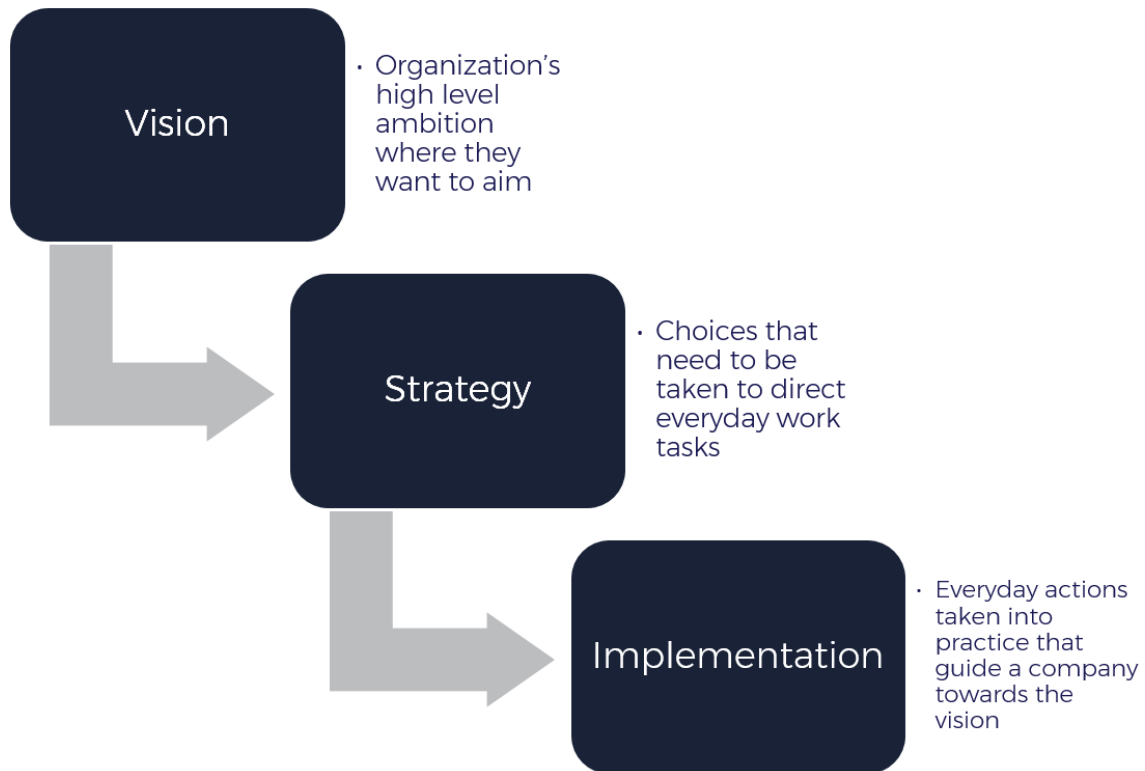 Vision
• Organization’s
high level
ambition
where they
want to aim
Strategy
• Choices that
need to be
taken to direct
everyday work
tasks
Implementation
• Everyday actions
taken into
practice that
guide a company
towards the
vision